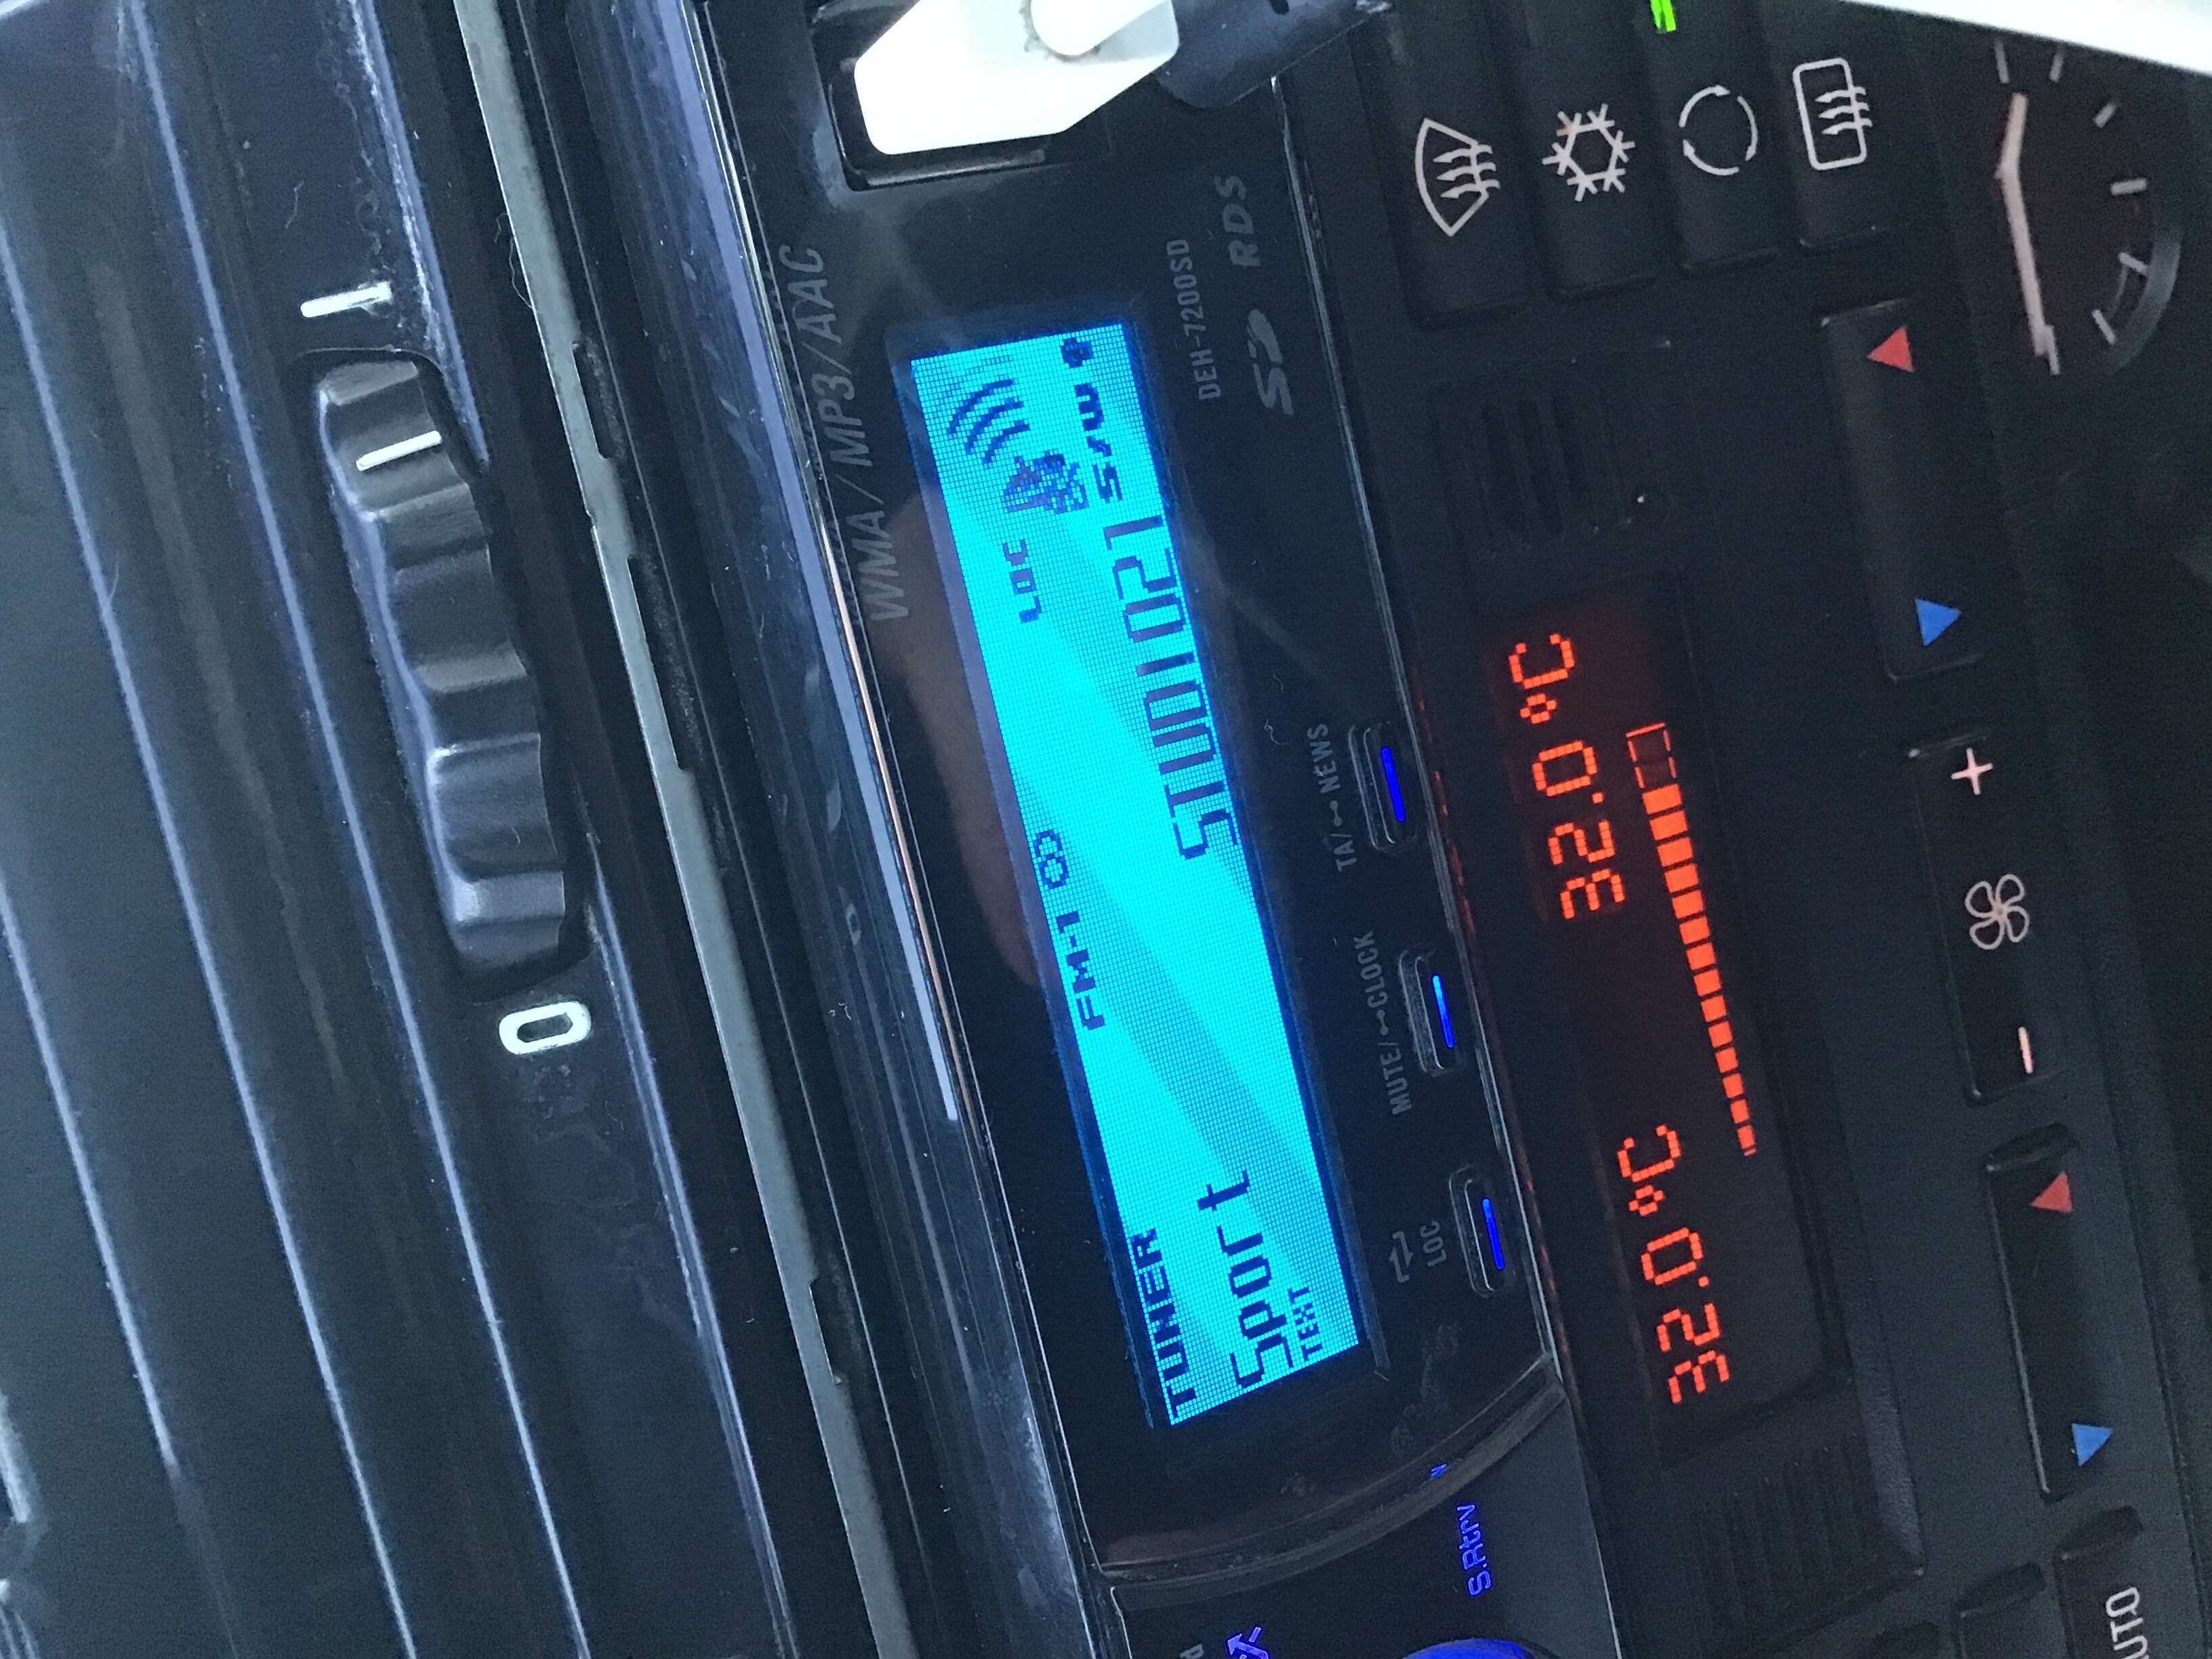 I
0
WMA/MP3/AAC
TUNER
FM-1
LOC
Sport
STUDIO21
S/W
TEXT
DEH-7200SD
SD
RDS
LOC
MUTE/CLOCK
TA/NEWS
S.Rtrv
32.0°C
32.0°C
- +
AUTO